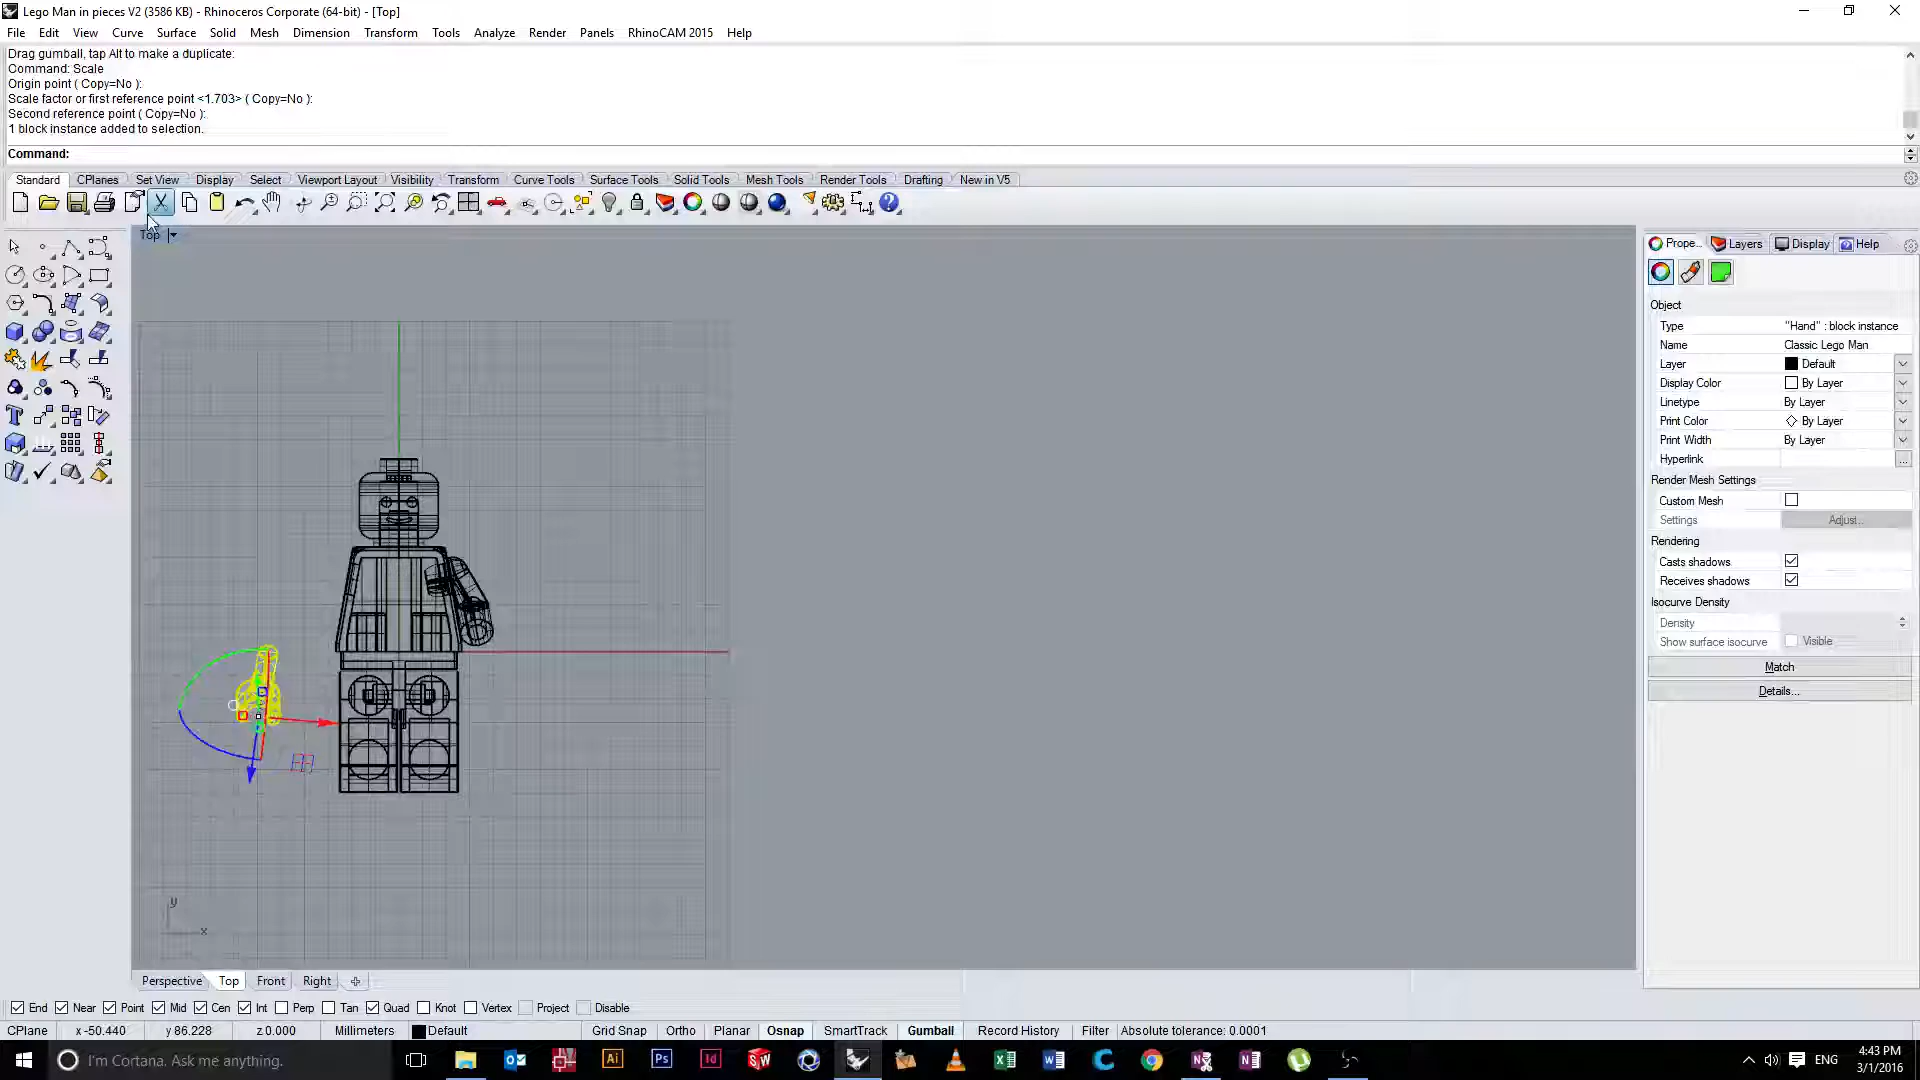 Lego Man in pieces V2 (3586 KB) - Rhinoceros Corporate (64-bit) - [Top]
File Edit View Curve Surface Solid Mesh Dimension Transform Tools Analyze Render Panels RhinoCAM 2015 Help
Drag gumball, tap Alt to make a duplicate:
Command: Scale
Origin point ( Copy=No ):
Scale factor or first reference point <1.703> ( Copy=No ):
Second reference point ( Copy=No ):
1 block instance added to selection.
Command:
Standard CPlanes Set View Display Select Viewport Layout Visibility Transform Curve Tools Surface Tools Solid Tools Mesh Tools Render Tools Drafting New in V5
Top
Prope... Layers Display Help
Object
Type "Hand" : block instance
Name Classic Lego Man
Layer Default
Display Color By Layer
Linetype By Layer
Print Color By Layer
Print Width By Layer
Hyperlink ...
Render Mesh Settings
Custom Mesh
Settings Adjust...
Rendering
Casts shadows
Receives shadows
Isocurve Density
Density
Show surface isocurve Visible
Match
Details...
y
x
Perspective Top Front Right
End Near Point Mid Cen Int Perp Tan Quad Knot Vertex Project Disable
CPlane x -50.440 y 86.228 z 0.000 Millimeters Default Grid Snap Ortho Planar Osnap SmartTrack Gumball Record History Filter Absolute tolerance: 0.0001
I'm Cortana. Ask me anything.
Ai Ps Id SW
ENG
4:43 PM
3/1/2016